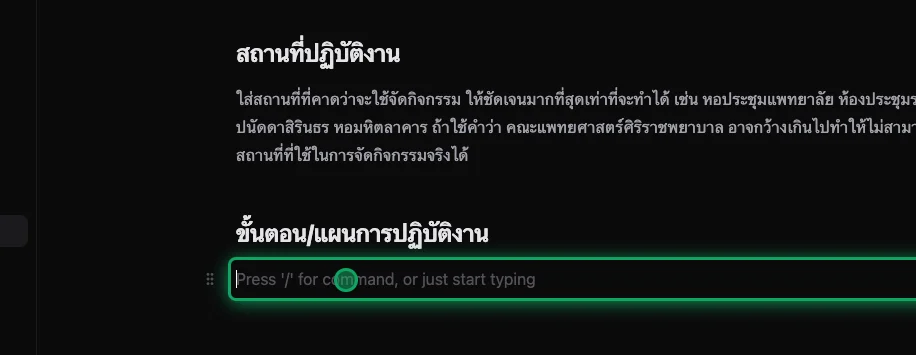 สถานที่ปฏิบัติงาน
ใส่สถานที่ที่คาดว่าจะใช้จัดกิจกรรม ให้ชัดเจนมากที่สุดเท่าที่จะทำได้ เช่น หอประชุมแพทยาลัย ห้องประชุมร
ปนัดดาสิรินธร หอมหิตลาคาร ถ้าใช้คำว่า คณะแพทยศาสตร์ศิริราชพยาบาล อาจกว้างเกินไปทำให้ไม่สามา
สถานที่ที่ใช้ในการจัดกิจกรรมจริงได้
ขั้นตอน/แผนการปฏิบัติงาน
Press '/' for command, or just start typing